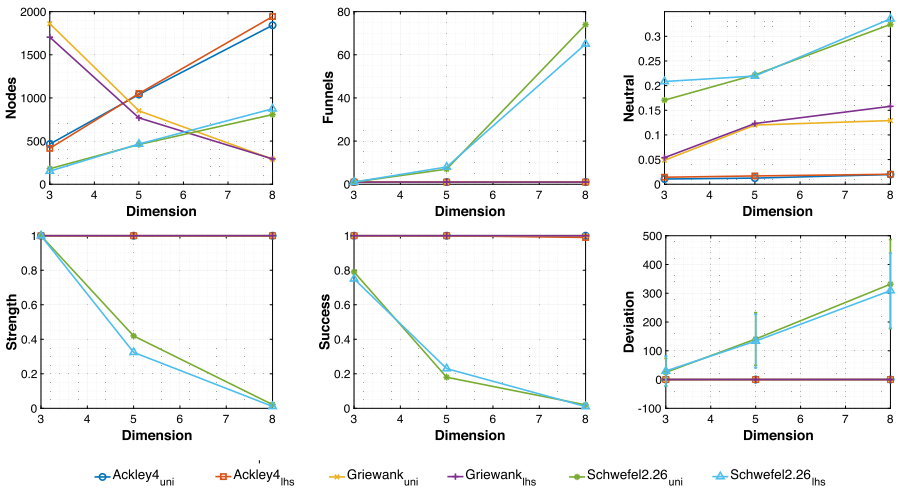 Nodes
2000
1500
1000
500
0
3 4 5 6 7 8
Dimension
Funnels
80
60
40
20
0
3 4 5 6 7 8
Dimension
Neutral
0.3
0.25
0.2
0.15
0.1
0.05
0
3 4 5 6 7 8
Dimension
Strength
1
0.8
0.6
0.4
0.2
0
3 4 5 6 7 8
Dimension
Success
1
0.8
0.6
0.4
0.2
0
3 4 5 6 7 8
Dimension
Deviation
500
400
300
200
100
0
-100
3 4 5 6 7 8
Dimension
Ackley4uni Ackley4lhs Griewankuni Griewanklhs Schwefel2.26uni Schwefel2.26lhs